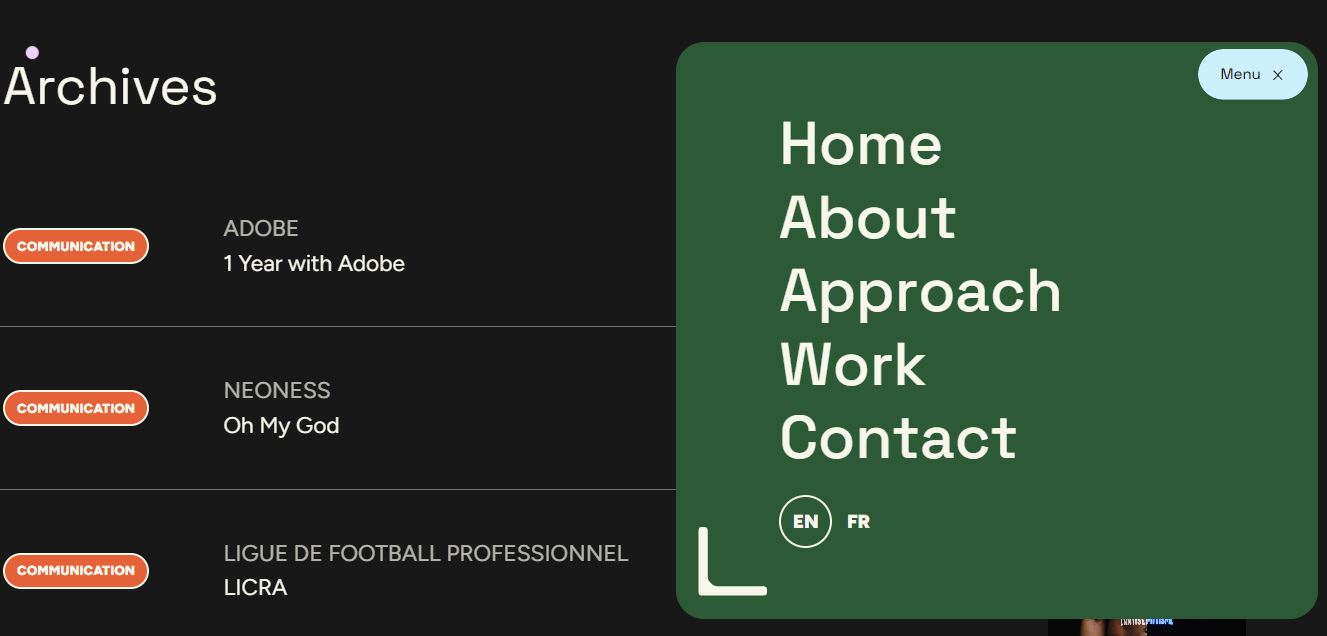 Archives
COMMUNICATION
ADOBE
1 Year with Adobe
COMMUNICATION
NEONESS
Oh My God
COMMUNICATION
LIGUE DE FOOTBALL PROFESSIONNEL
LICRA
Menu
Home
About
Approach
Work
Contact
EN FR